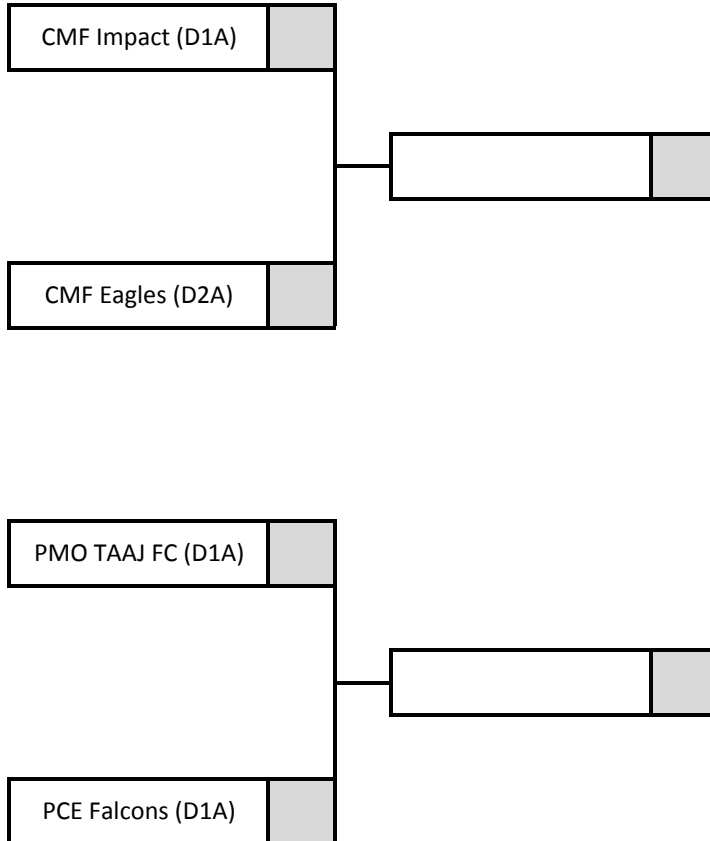 CMF Impact (D1A)
CMF Eagles (D2A)
PMO TAAJ FC (D1A)
PCE Falcons (D1A)